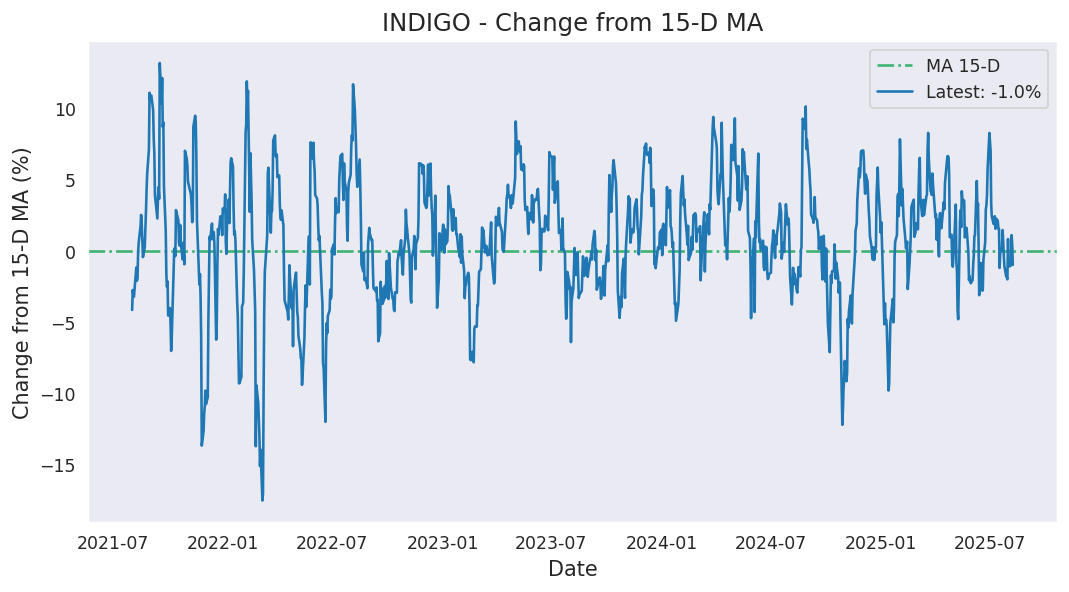 INDIGO - Change from 15-D MA
MA 15-D
Latest: -1.0%
Change from 15-D MA (%)
10
5
0
−5
−10
−15
2021-07 2022-01 2022-07 2023-01 2023-07 2024-01 2024-07 2025-01 2025-07
Date